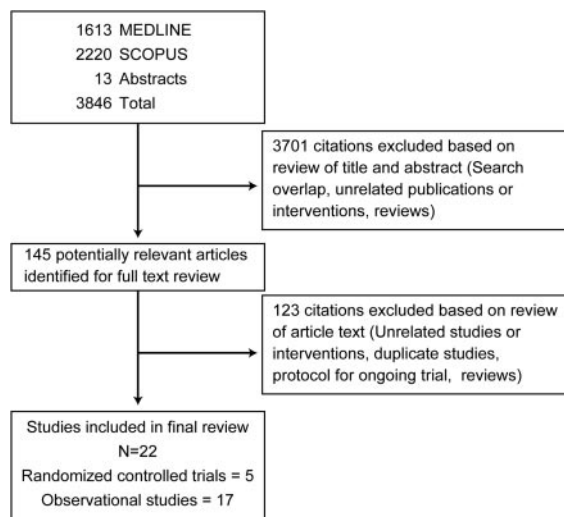 1613 MEDLINE
2220 SCOPUS
13 Abstracts
3846 Total
3701 citations excluded based on
review of title and abstract (Search
overlap, unrelated publications or
interventions, reviews)
145 potentially relevant articles
identified for full text review
123 citations excluded based on review
of article text (Unrelated studies or
interventions, duplicate studies,
protocol for ongoing trial, reviews)
Studies included in final review
N=22
Randomized controlled trials = 5
Observational studies = 17